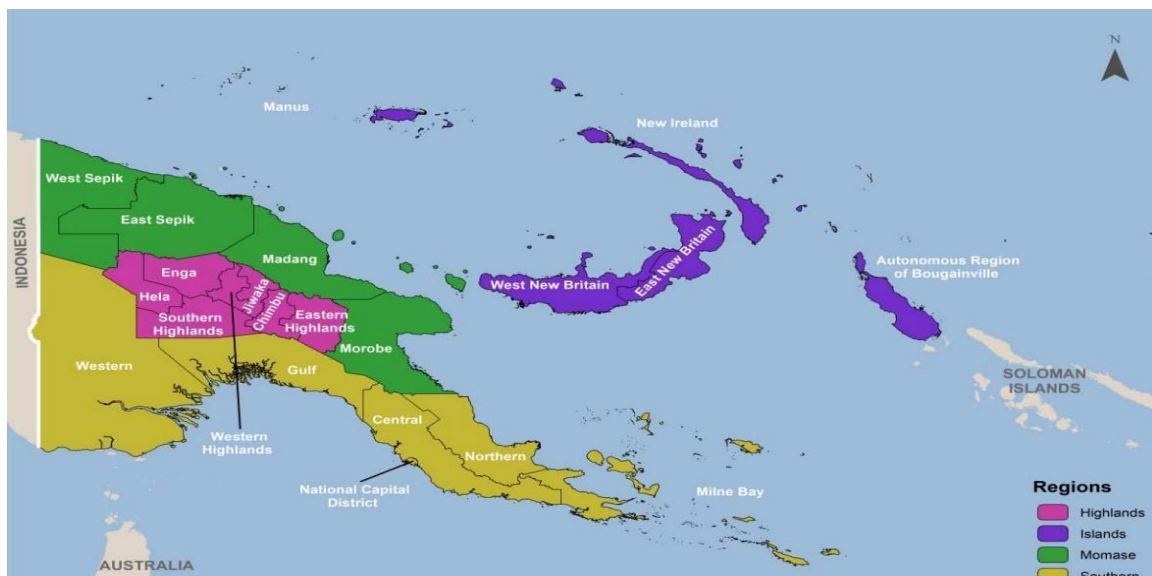 N
Manus
New Ireland
West Sepik
East Sepik
INDONESIA
Madang
Enga
Hela
Jiwaka
Chimbu
Southern
Highlands
Eastern
Highlands
Morobe
West New Britain
East New Britain
Autonomous Region
of Bougainville
Western
Gulf
SOLOMAN
ISLANDS
Central
Western
Highlands
Northern
National Capital
District
Milne Bay
AUSTRALIA
Regions
Highlands
Islands
Momase
Southern